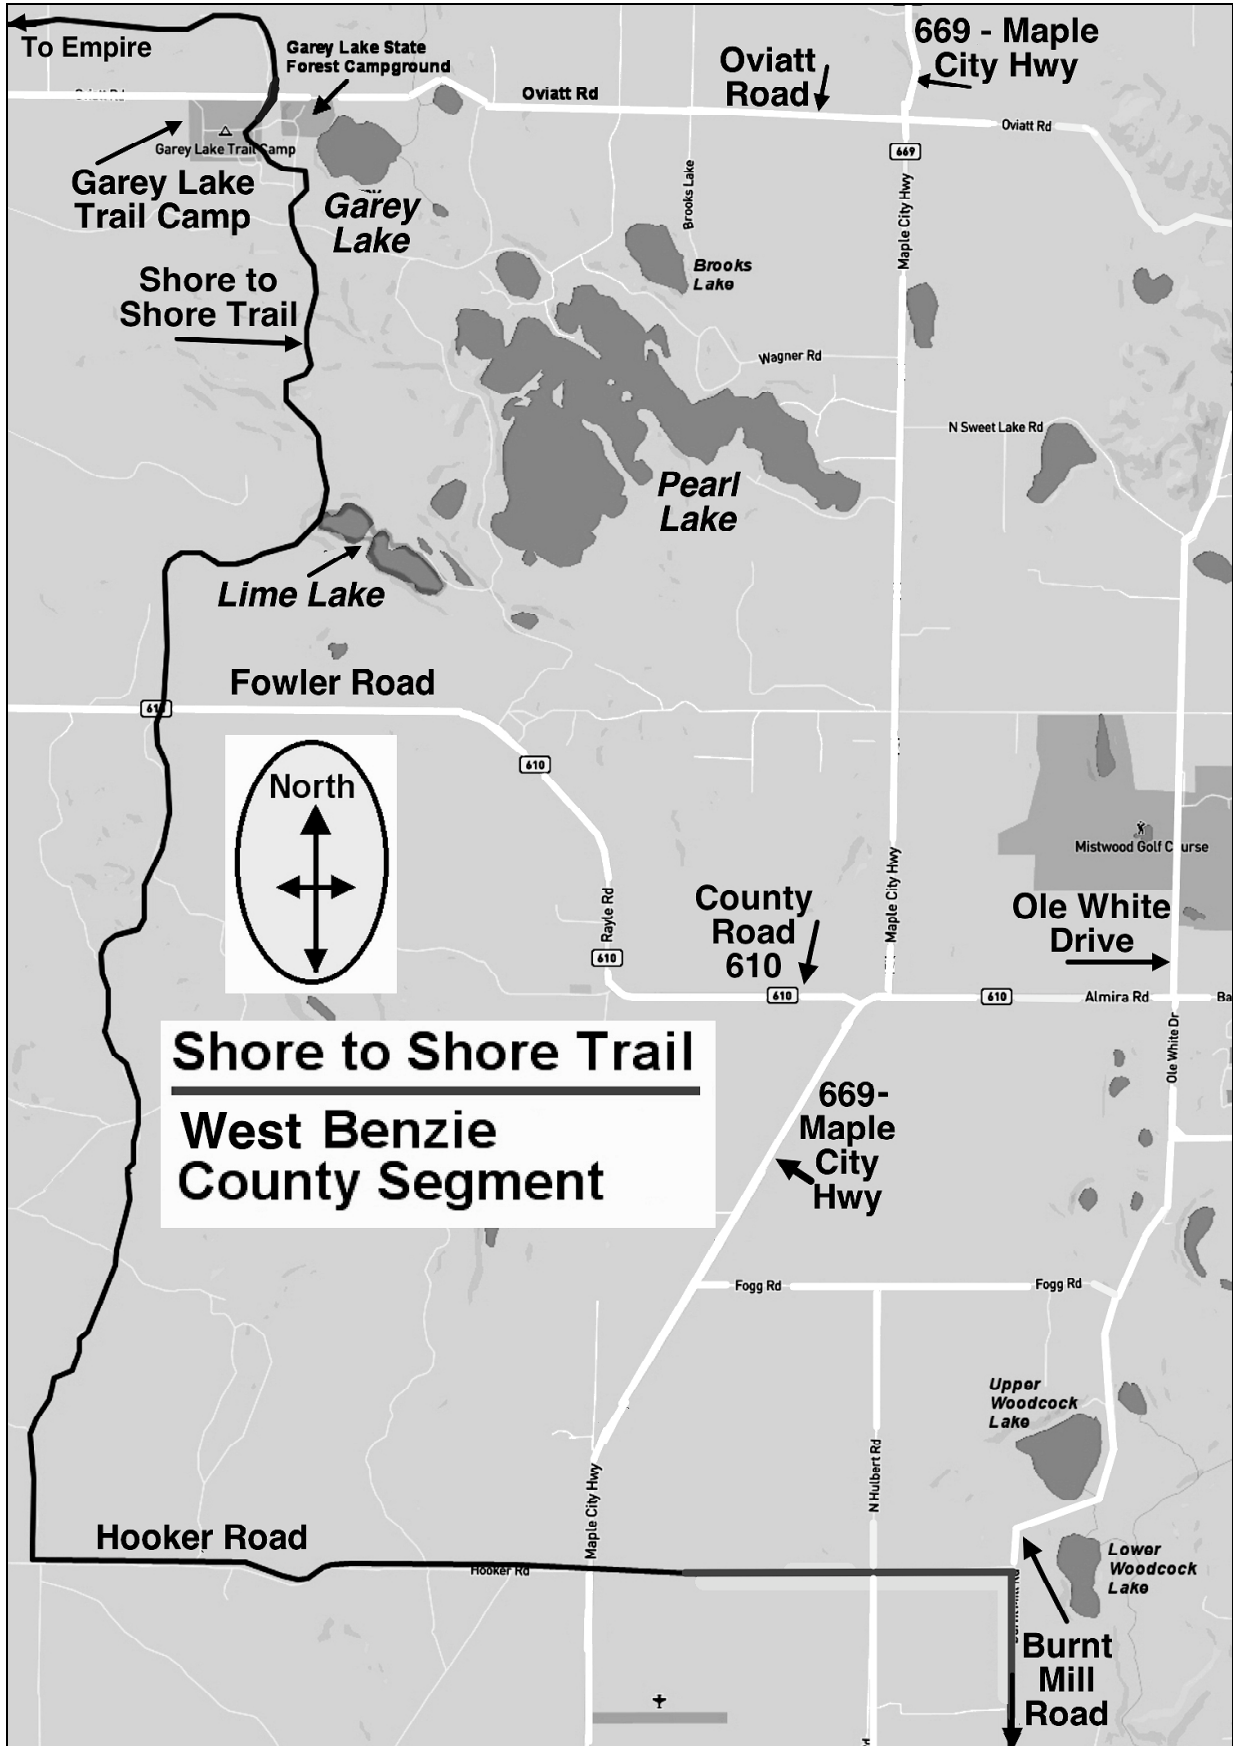 To Empire
Garey Lake State
Forest Campground
669 - Maple
City Hwy
Oviatt
Road
Oviatt Rd
Oviatt Rd
Oviatt Rd
669
Garey Lake Trail Camp
Garey Lake
Trail Camp
Garey
Lake
Brooks Lake
Maple City Hwy
Brooks
Lake
Shore to
Shore Trail
Wagner Rd
N Sweet Lake Rd
Pearl
Lake
Lime Lake
Fowler Road
610
610
North
Mistwood Golf Course
Maple City Hwy
Rayle Rd
County
Road
610
Ole White
Drive
610
610
610
Almira Rd
Ba
Ole White Dr
Shore to Shore Trail
West Benzie
County Segment
669-
Maple
City
Hwy
Fogg Rd
Fogg Rd
Upper
Woodcock
Lake
N Hulbert Rd
Maple City Hwy
Hooker Road
Hooker Rd
Lower
Woodcock
Lake
Burnt
Mill
Road